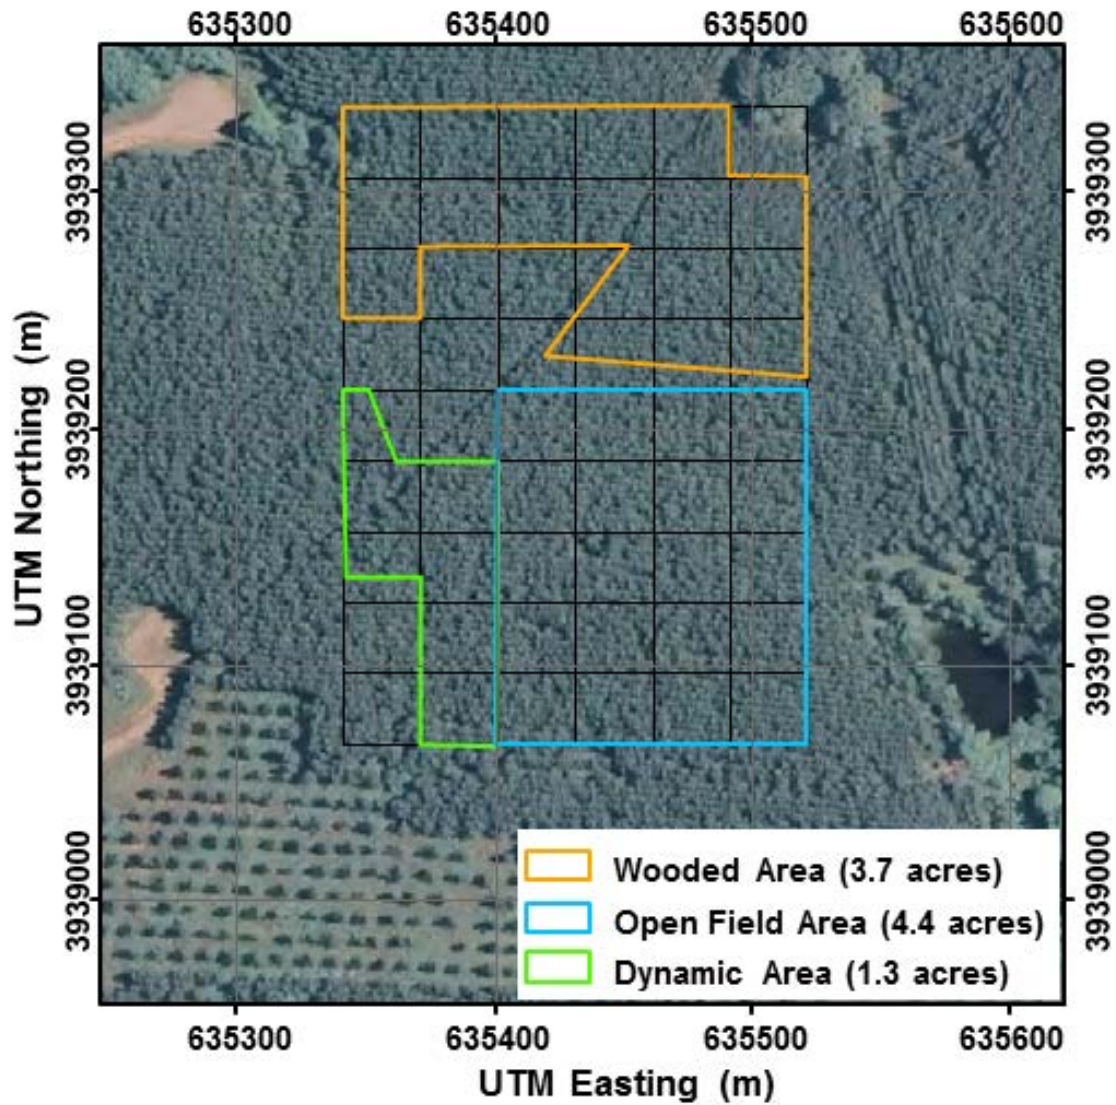 635300 635400 635500 635600
3939300 3939300
3939200 3939200
3939100 3939100
3939000 3939000
UTM Northing (m)
Wooded Area (3.7 acres)
Open Field Area (4.4 acres)
Dynamic Area (1.3 acres)
635300 635400 635500 635600
UTM Easting (m)